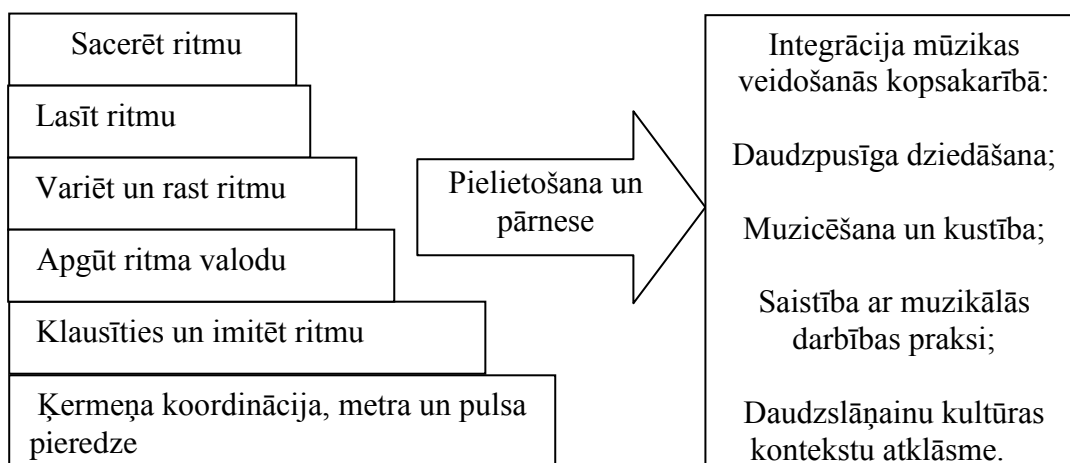 Sacerēt ritmu
Lasīt ritmu
Variēt un rast ritmu
Apgūt ritma valodu
Klausīties un imitēt ritmu
Ķermeņa koordinācija, metra un pulsa
pieredze
Pielietošana un
pārnese
Integrācija mūzikas
veidošanās kopsakarībā:
Daudzpusīga dziedāšana;
Muzicēšana un kustība;
Saistība ar muzikālās
darbības praksi;
Daudzslāņainu kultūras
kontekstu atklāsme.